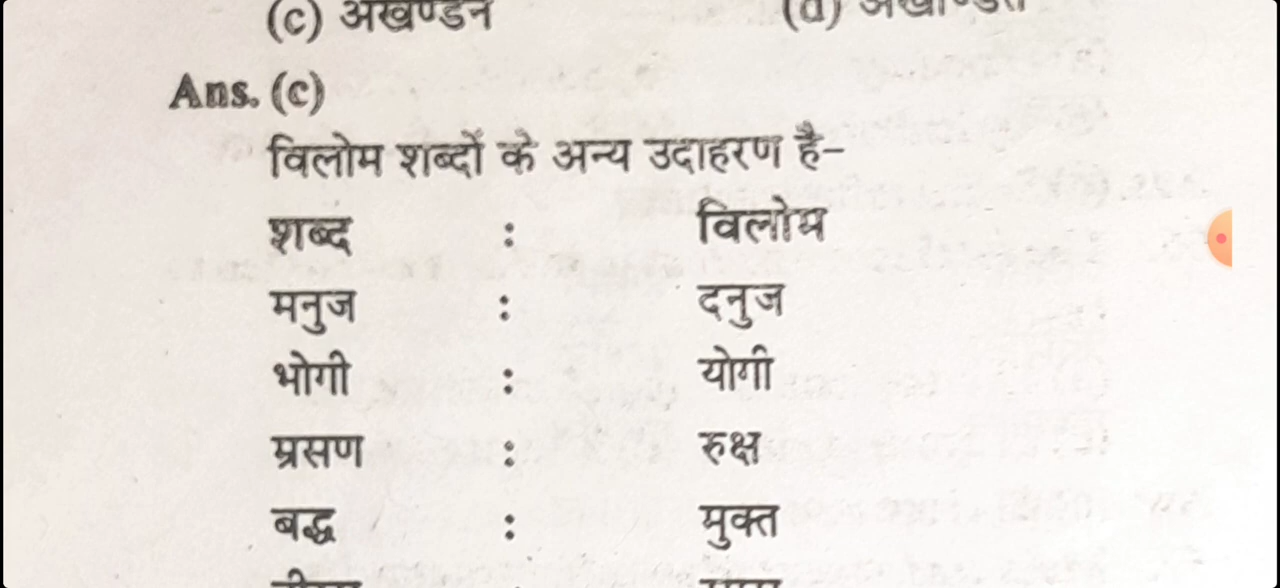 (c) अखण्डन (d)
Ans. (c)
विलोम शब्दों के अन्य उदाहरण है-
शब्द : विलोम
मनुज : दनुज
भोगी : योगी
म्रसण : रुक्ष
बद्ध : मुक्त